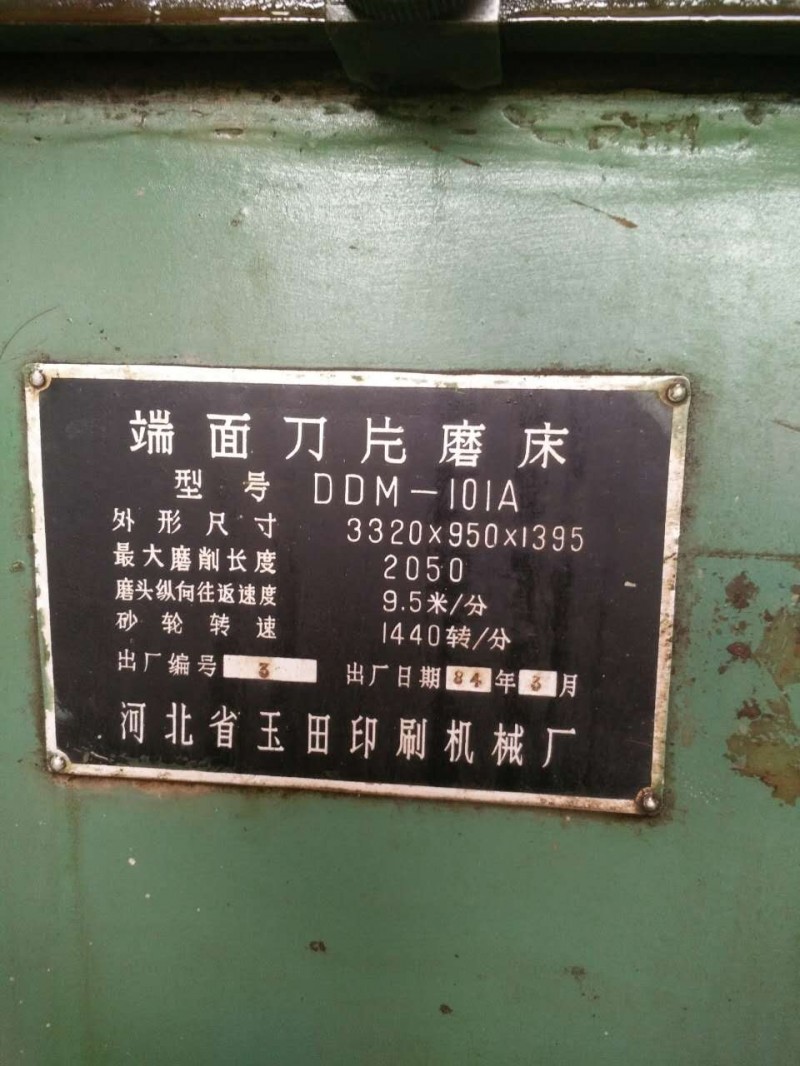 端面刀片磨床
型号 DDM-101A
外形尺寸 3320×950×1395
最大磨削长度 2050
磨头纵向往返速度 9.5米/分
砂轮转速 1440转/分
出厂编号 3 出厂日期 84年3月
河北省玉田印刷机械厂